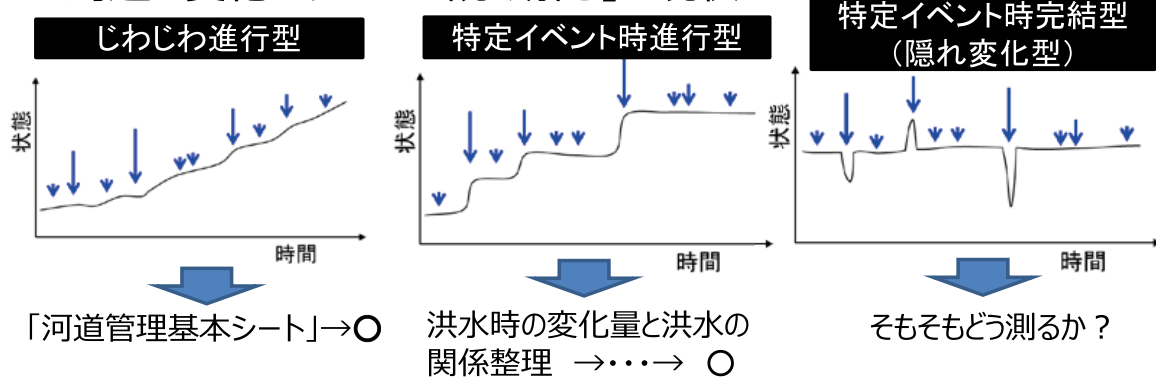 じわじわ進行型
状態
時間
「河道管理基本シート」→〇
特定イベント時進行型
状態
時間
洪水時の変化量と洪水の
関係整理 →・・・→ 〇
特定イベント時完結型
(隠れ変化型)
状態
時間
そもそもどう測るか?